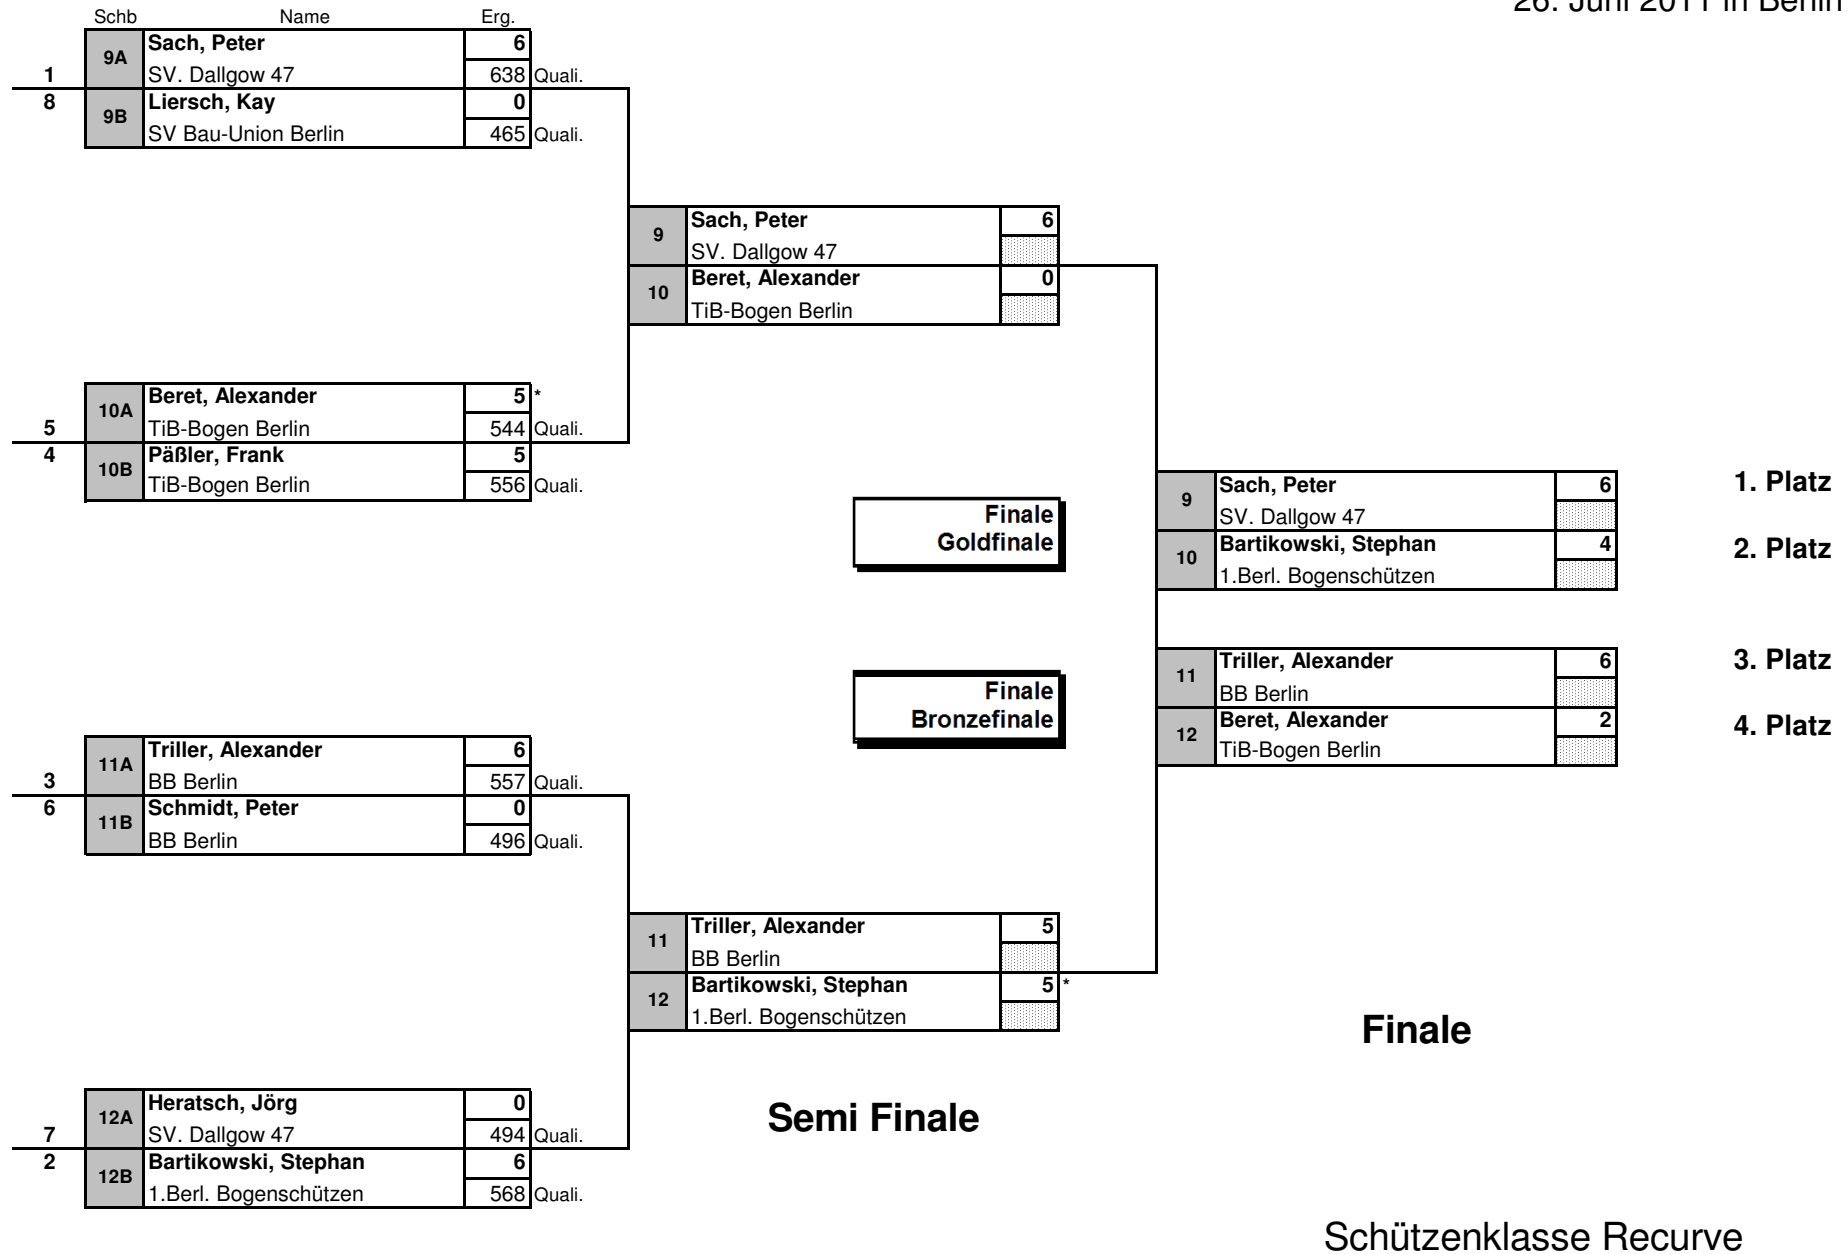 26. Juni 2011 in Berlin
Schb Name Erg.
9A Sach, Peter 6
1 SV. Dallgow 47 638 Quali.
8 Liersch, Kay 0
9B SV Bau-Union Berlin 465 Quali.
9 Sach, Peter 6
SV. Dallgow 47
10 Beret, Alexander 0
TiB-Bogen Berlin
10A Beret, Alexander 5 *
5 TiB-Bogen Berlin 544 Quali.
4 Päßler, Frank 5
10B TiB-Bogen Berlin 556 Quali.
Finale
Goldfinale
9 Sach, Peter 6 1. Platz
SV. Dallgow 47
10 Bartikowski, Stephan 4 2. Platz
1.Berl. Bogenschützen
Finale
Bronzefinale
11 Triller, Alexander 6 3. Platz
BB Berlin
12 Beret, Alexander 2 4. Platz
TiB-Bogen Berlin
11A Triller, Alexander 6
3 BB Berlin 557 Quali.
6 Schmidt, Peter 0
11B BB Berlin 496 Quali.
11 Triller, Alexander 5
BB Berlin
12 Bartikowski, Stephan 5 *
1.Berl. Bogenschützen
Finale
Semi Finale
12A Heratsch, Jörg 0
7 SV. Dallgow 47 494 Quali.
2 Bartikowski, Stephan 6
12B 1.Berl. Bogenschützen 568 Quali.
Schützenklasse Recurve